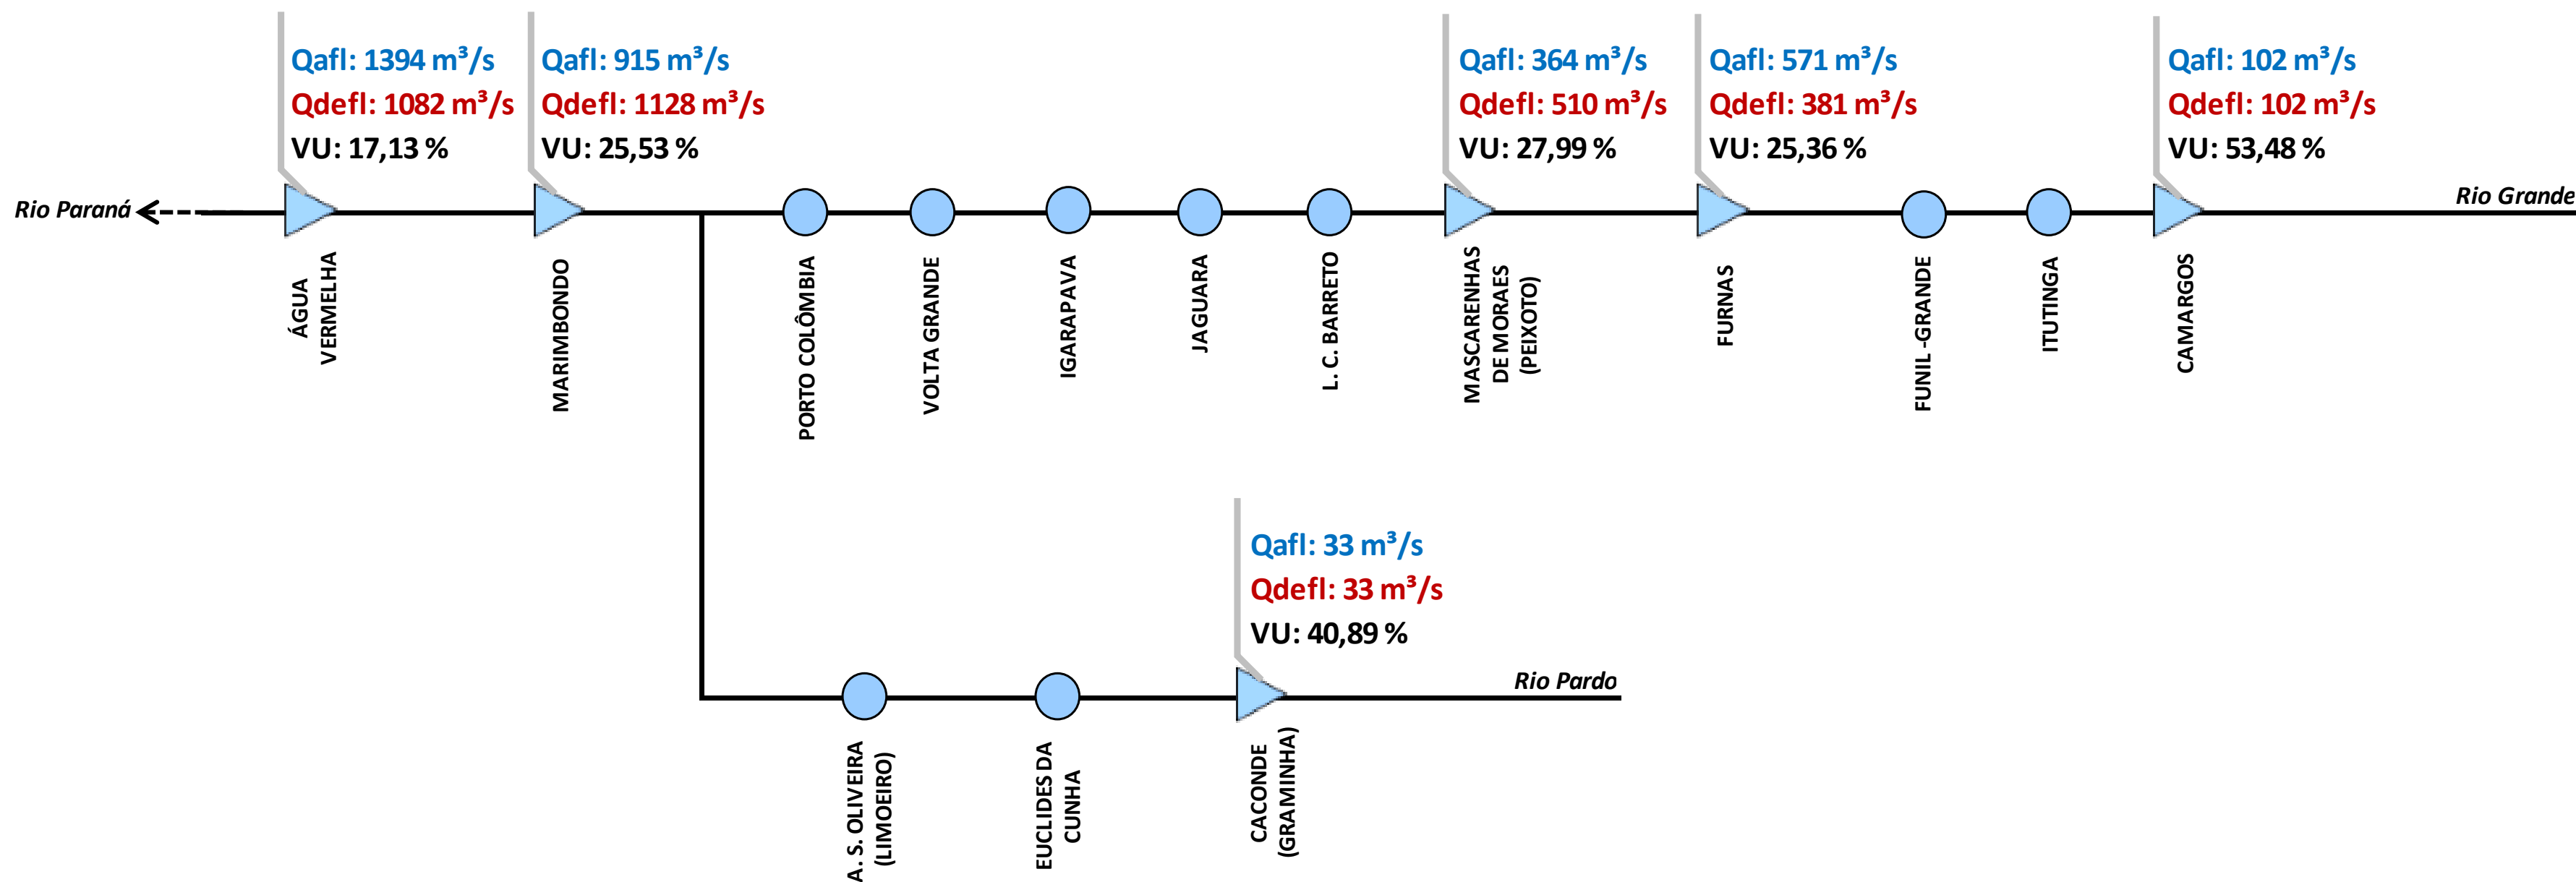 Qafl: 1394 m³/s
Qdefl: 1082 m³/s
VU: 17,13 %
Qafl: 915 m³/s
Qdefl: 1128 m³/s
VU: 25,53 %
Qafl: 364 m³/s
Qdefl: 510 m³/s
VU: 27,99 %
Qafl: 571 m³/s
Qdefl: 381 m³/s
VU: 25,36 %
Qafl: 102 m³/s
Qdefl: 102 m³/s
VU: 53,48 %
Rio Paraná
Rio Grande
ÁGUA
VERMELHA
MARIMBONDO
PORTO COLÔMBIA
VOLTA GRANDE
IGARAPAVA
JAGUARA
L. C. BARRETO
MASCARENHAS
DE MORAES
(PEIXOTO)
FURNAS
FUNIL -GRANDE
ITUTINGA
CAMARGOS
Qafl: 33 m³/s
Qdefl: 33 m³/s
VU: 40,89 %
Rio Pardo
A. S. OLIVEIRA
(LIMOEIRO)
EUCLIDES DA
CUNHA
CACONDE
(GRAMINHA)